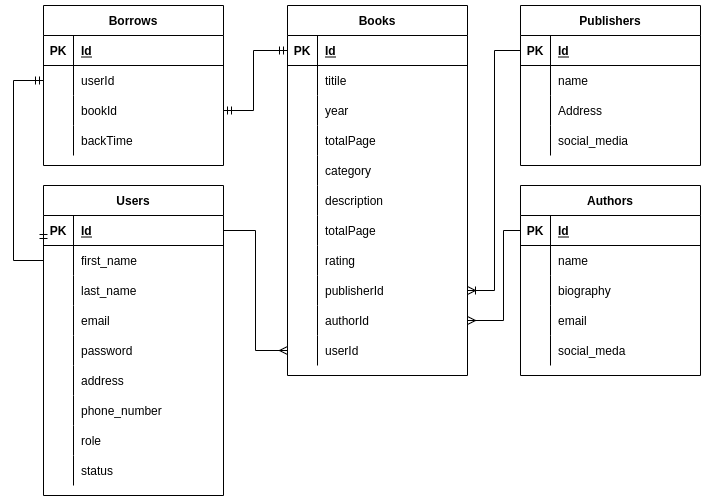 Borrows
PK Id
userId
bookId
backTime
Users
PK Id
first_name
last_name
email
password
address
phone_number
role
status
Books
PK Id
titile
year
totalPage
category
description
totalPage
rating
publisherId
authorId
userId
Publishers
PK Id
name
Address
social_media
Authors
PK Id
name
biography
email
social_meda